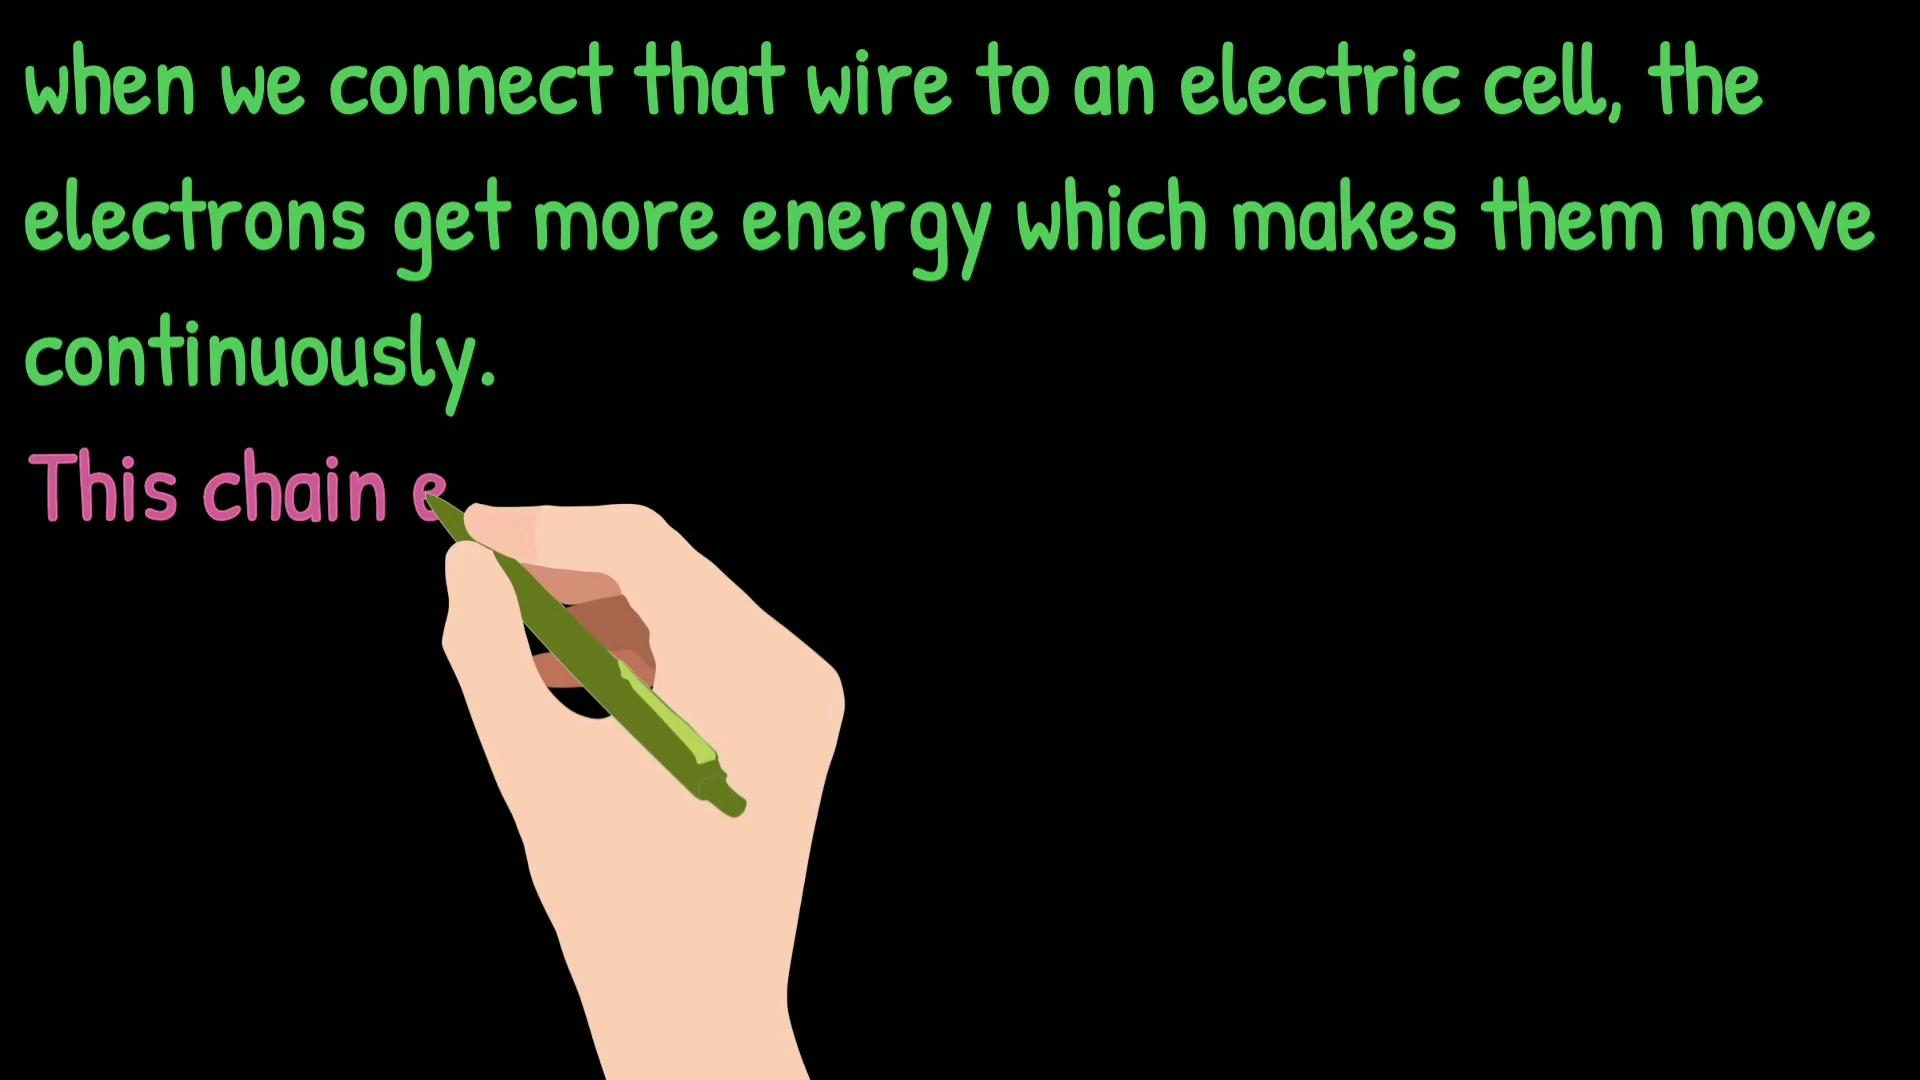 when we connect that wire to an electric cell, the
electrons get more energy which makes them move
continuously.
This chain e